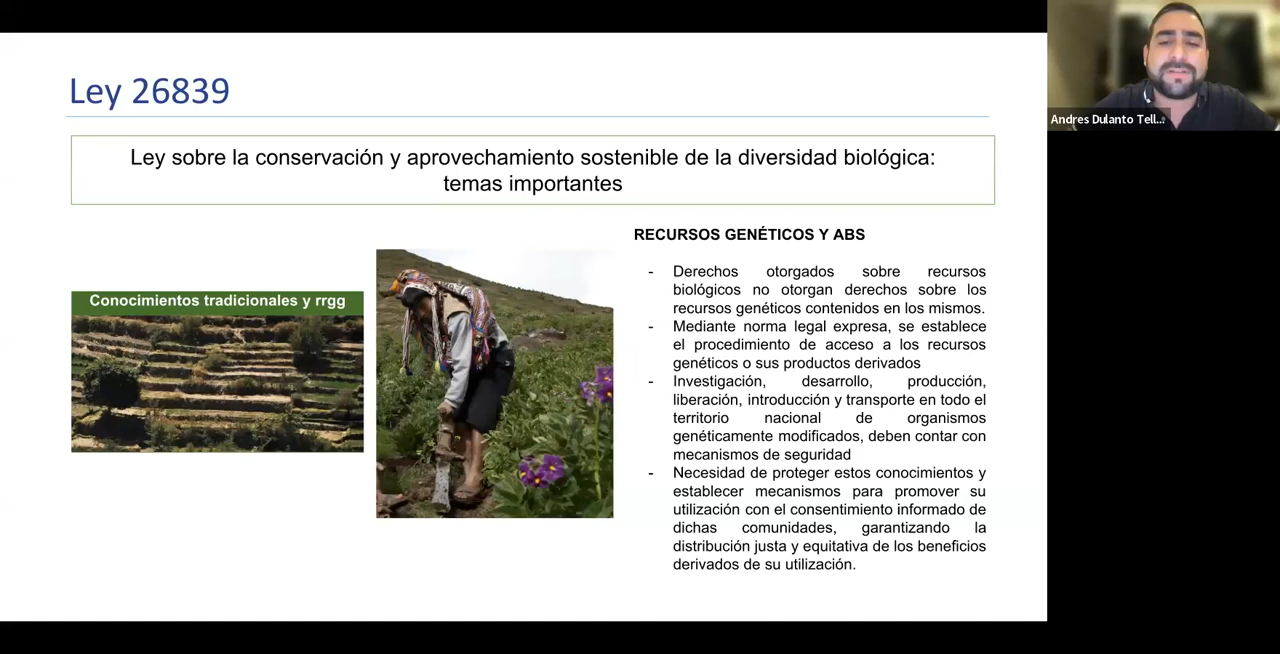 Ley 26839
Ley sobre la conservación y aprovechamiento sostenible de la diversidad biológica:
temas importantes
Conocimientos tradicionales y rrgg
RECURSOS GENÉTICOS Y ABS
- Derechos otorgados sobre recursos
biológicos no otorgan derechos sobre los
recursos genéticos contenidos en los mismos.
- Mediante norma legal expresa, se establece
el procedimiento de acceso a los recursos
genéticos o sus productos derivados
- Investigación, desarrollo, producción,
liberación, introducción y transporte en todo el
territorio nacional de organismos
genéticamente modificados, deben contar con
mecanismos de seguridad
- Necesidad de proteger estos conocimientos y
establecer mecanismos para promover su
utilización con el consentimiento informado de
dichas comunidades, garantizando la
distribución justa y equitativa de los beneficios
derivados de su utilización.
Andres Dulanto Tell...